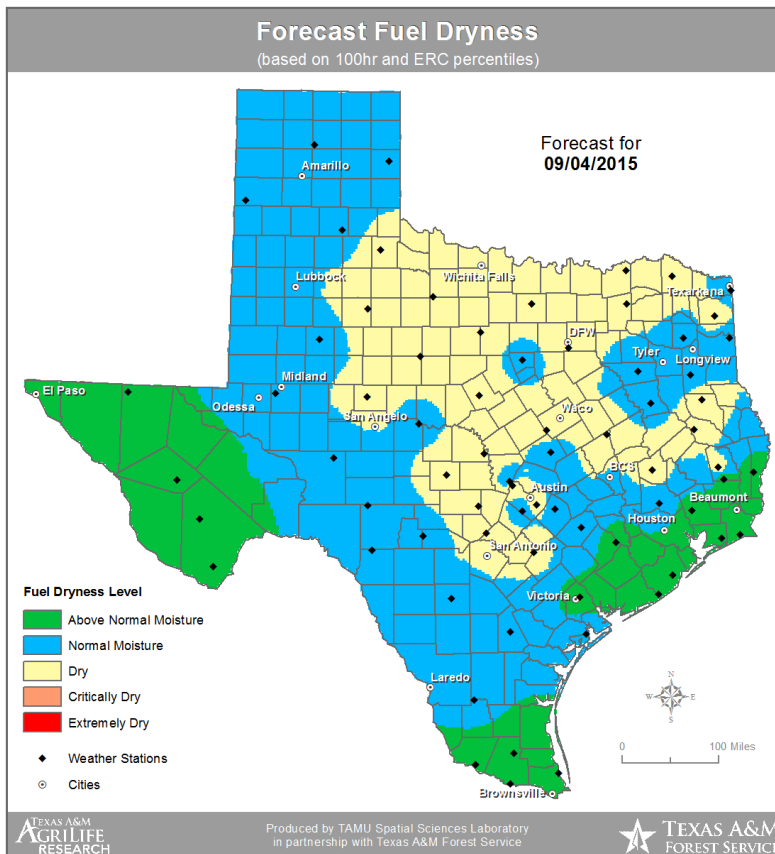 Forecast Fuel Dryness
(based on 100hr and ERC percentiles)
Forecast for
09/04/2015
Amarillo
Lubbock
Wichita Falls
Texarkana
DFW
Tyler
Longview
El Paso
Midland
Odessa
San Angelo
Waco
BCS
Austin
Beaumont
Houston
San Antonio
Victoria
Laredo
Brownsville
Fuel Dryness Level
Above Normal Moisture
Normal Moisture
Dry
Critically Dry
Extremely Dry
Weather Stations
Cities
N
W E
S
0 100 Miles
TEXAS A&M
AGRILIFE
RESEARCH
Produced by TAMU Spatial Sciences Laboratory
in partnership with Texas A&M Forest Service
TEXAS A&M
FOREST SERVICE